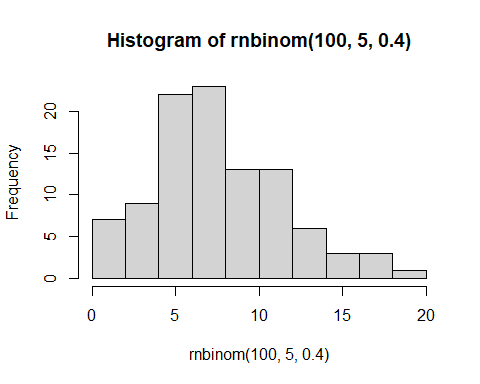 Histogram of rnbinom(100, 5, 0.4)
Frequency
20
15
10
5
0
0 5 10 15 20
rnbinom(100, 5, 0.4)